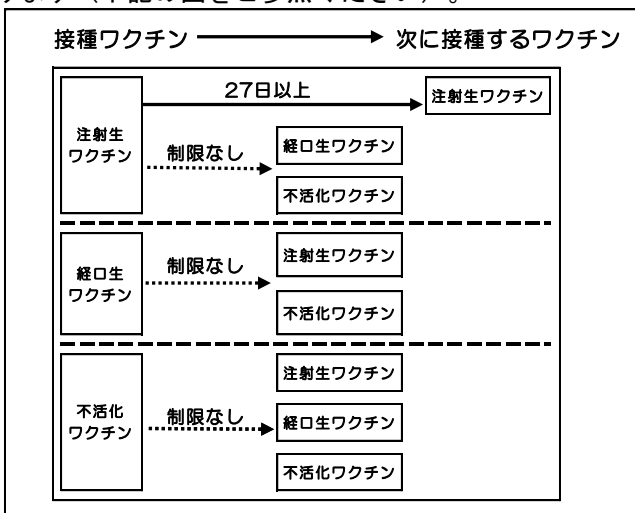 接種ワクチン 次に接種するワクチン
27日以上
注射生ワクチン
注射生
ワクチン
制限なし
経口生ワクチン
不活化ワクチン
経口生
ワクチン
制限なし
注射生ワクチン
不活化ワクチン
不活化
ワクチン
制限なし
注射生ワクチン
経口生ワクチン
不活化ワクチン